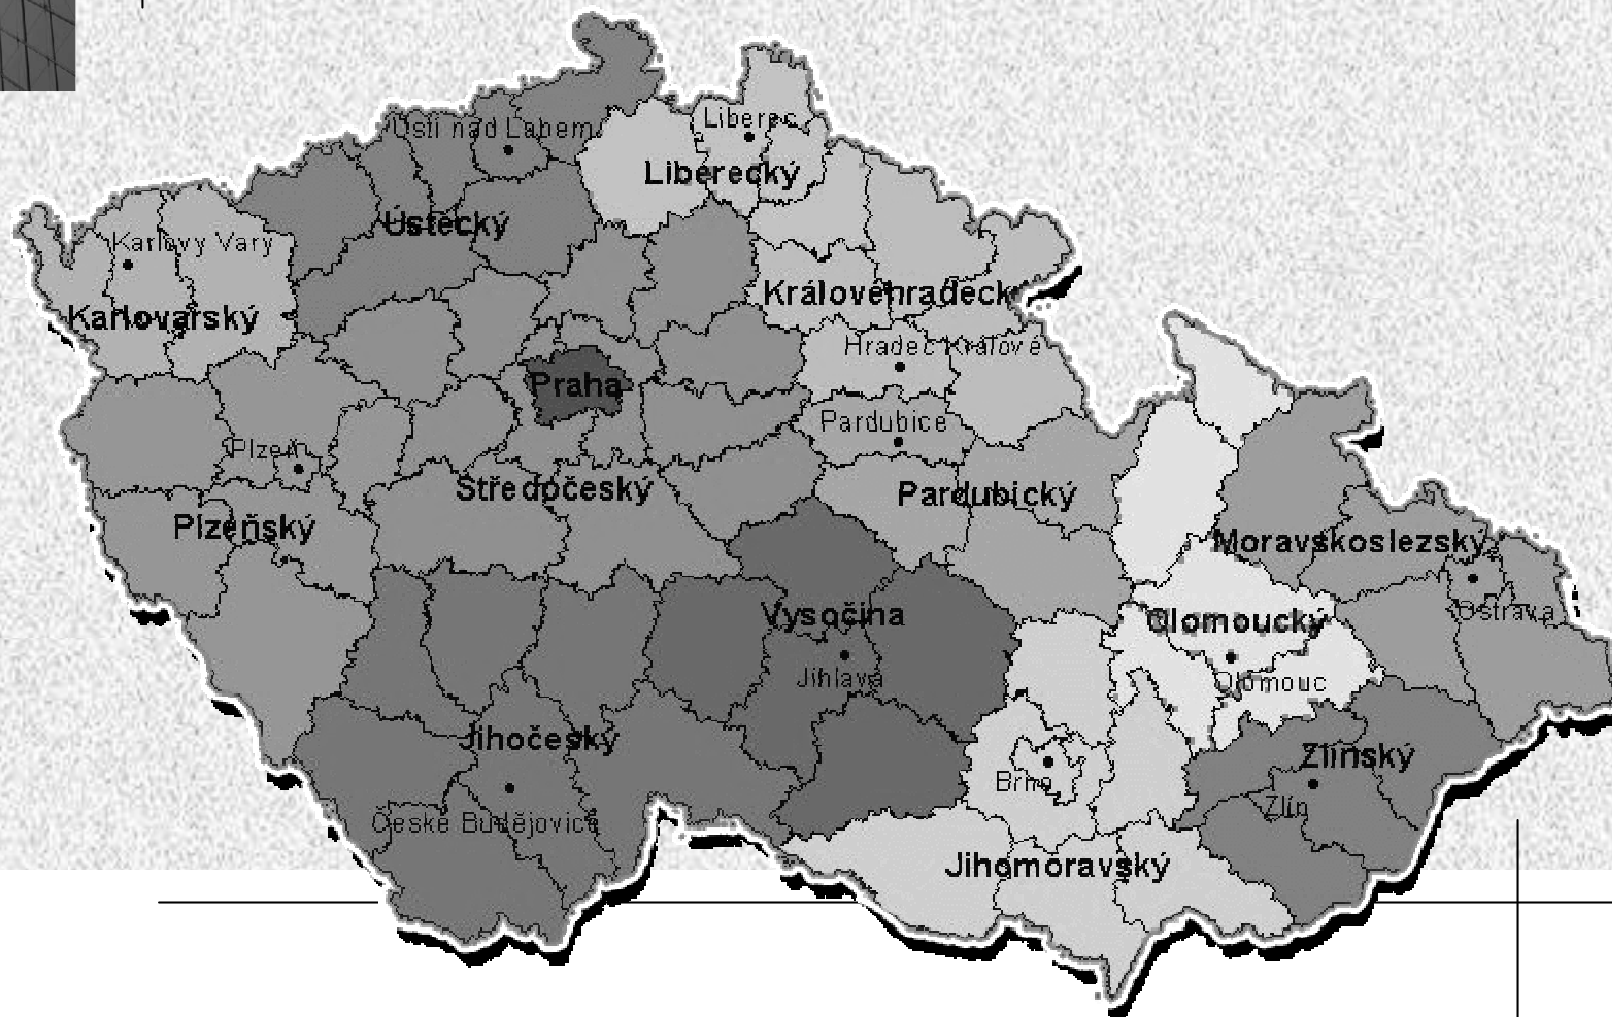 Ústí nad Labem
Liberec
Liberecký
Ústecký
Karlovy Vary
Karlovarský
Královéhradeck
Hradec Králové
Praha
Pardubice
Plzeň
Středočeský
Pardubický
Plzeňský
Moravskoslezský
Ostrava
Vysočina
Olomoucký
Jihlava
Olomouc
Jihočeský
Zlínský
Brno
Zlín
České Budějovice
Jihomoravský